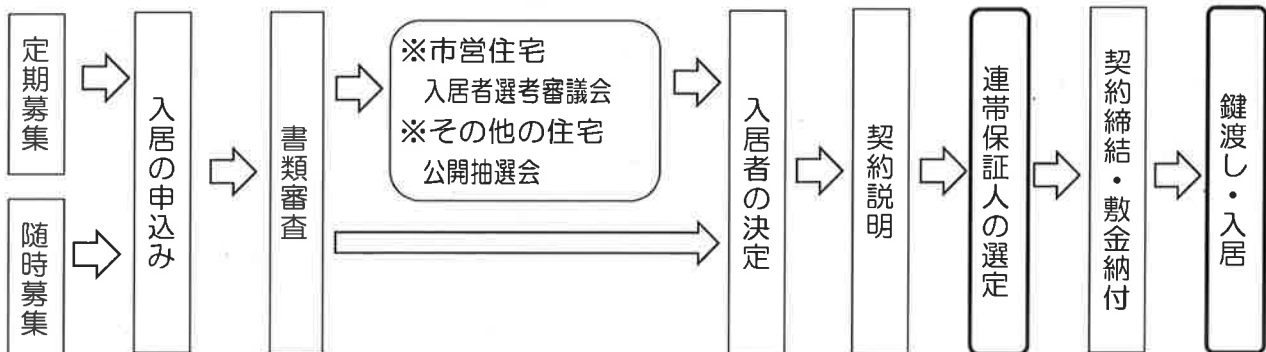 定期募集
随時募集
入居の申込み
書類審査
※市営住宅
入居者選考審議会
※その他の住宅
公開抽選会
入居者の決定
契約説明
連帯保証人の選定
契約締結・敷金納付
鍵渡し・入居